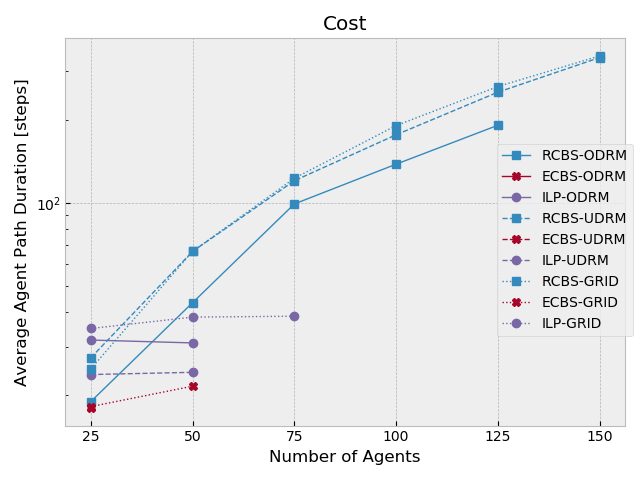 Cost
Average Agent Path Duration [steps]
10²
RCBS-ODRM
ECBS-ODRM
ILP-ODRM
RCBS-UDRM
ECBS-UDRM
ILP-UDRM
RCBS-GRID
ECBS-GRID
ILP-GRID
25 50 75 100 125 150
Number of Agents